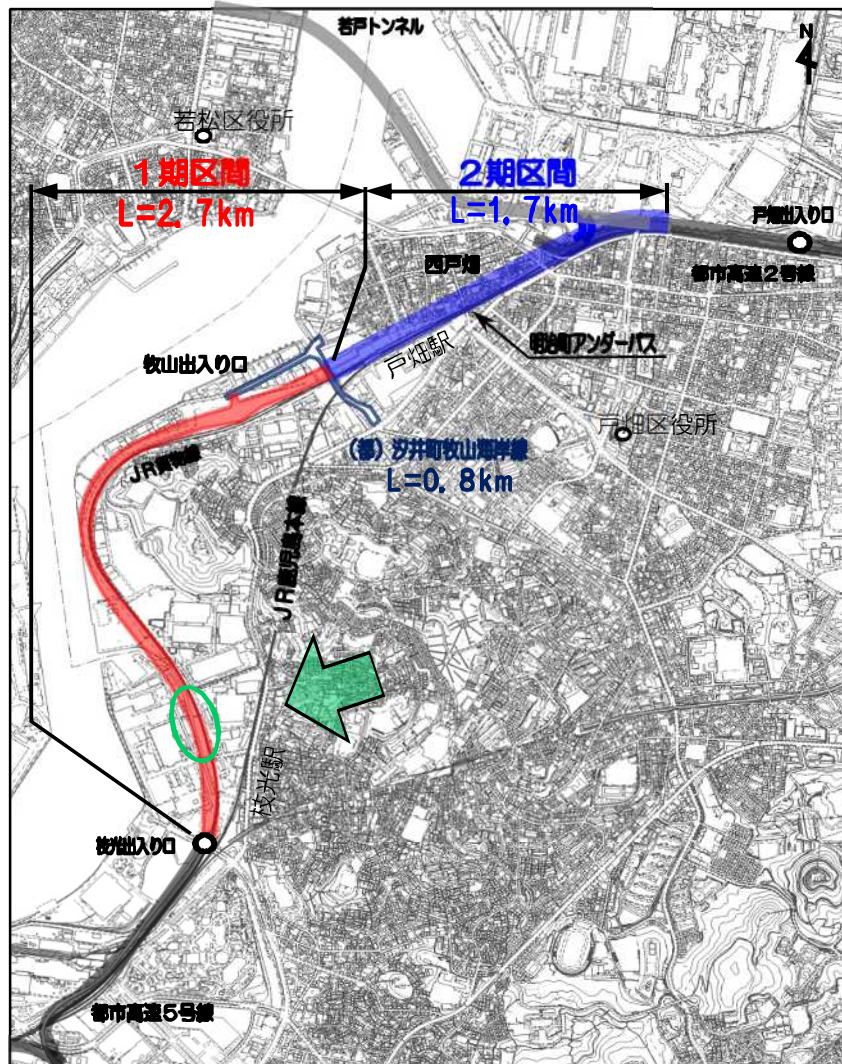 若戸トンネル
N
若松区役所
1期区間
L=2.7km
2期区間
L=1.7km
戸畑出入り口
都市高速2号線
西戸畑
明治町アンダーパス
戸畑駅
牧山出入り口
戸畑区役所
(都)汐井町牧山海岸線
L=0.8km
JR貨物線
JR鹿児島本線
枝光駅
枝光出入り口
都市高速5号線